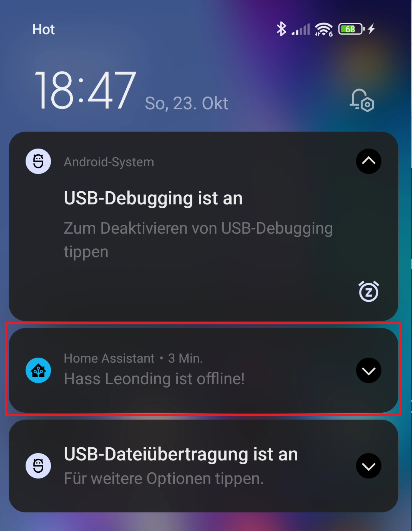 Hot
68
18:47 So, 23. Okt
Android-System
USB-Debugging ist an
Zum Deaktivieren von USB-Debugging
tippen
Home Assistant • 3 Min.
Hass Leonding ist offline!
USB-Dateiübertragung ist an
Für weitere Optionen tippen.